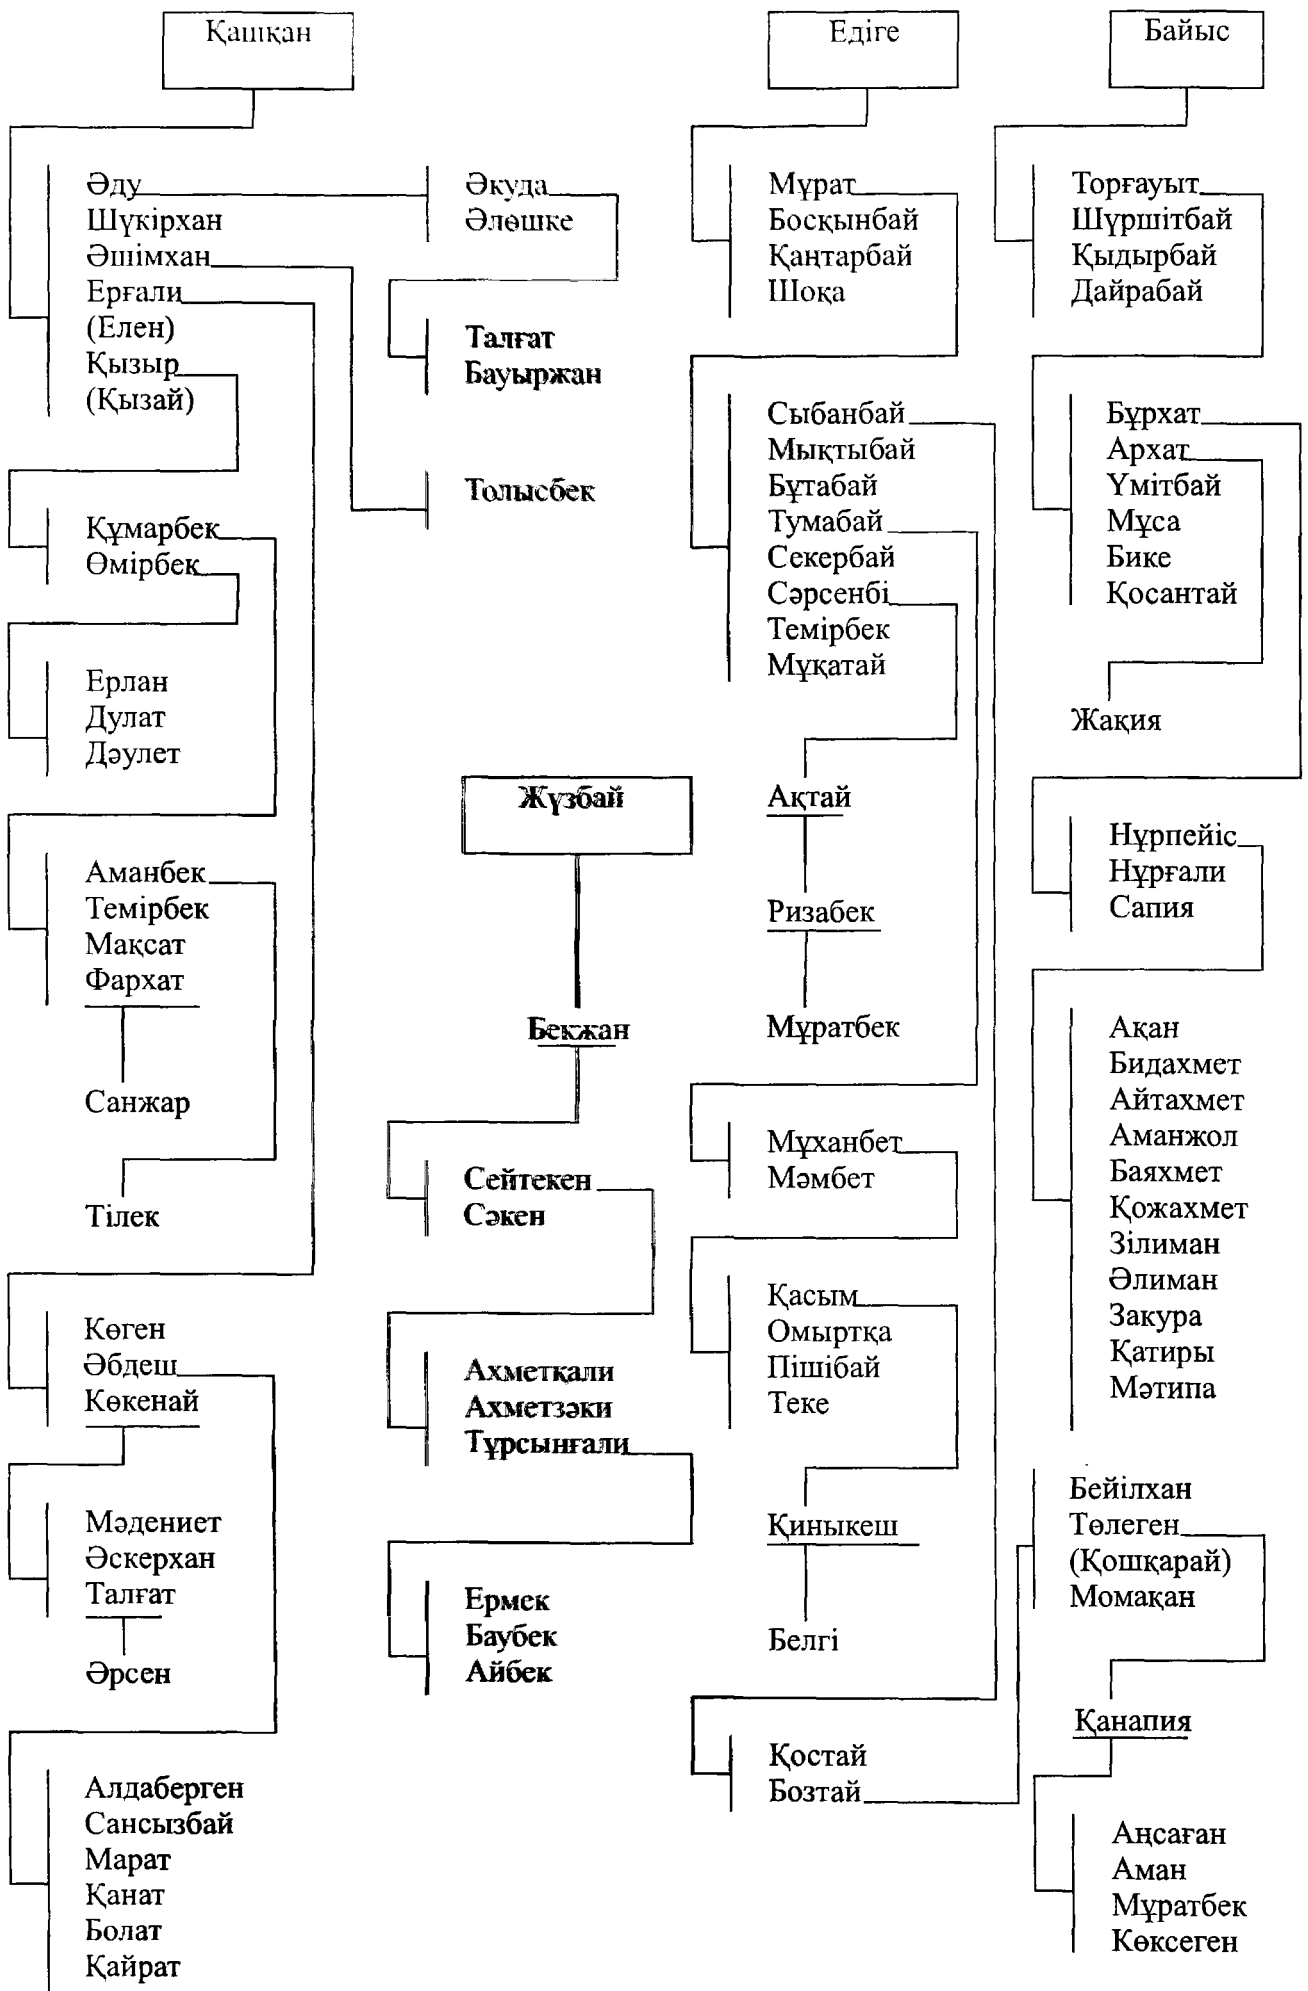 Қашқан
Едіге
Байыс
Әду
Шүкірхан
Әшімхан
Ерғали
(Елен)
Қызыр
(Қызай)
Әкуда
Әлөшке
Талғат
Бауыржан
Толысбек
Құмарбек
Өмірбек
Ерлан
Дулат
Дәулет
Аманбек
Темірбек
Мақсат
Фархат
Санжар
Тілек
Көген
Әбдеш
Көкенай
Мәдениет
Әскерхан
Талғат
Әрсен
Алдаберген
Сансызбай
Марат
Қанат
Болат
Қайрат
Жүзбай
Бекжан
Сейтекен
Сәкен
Ахметқали
Ахметзәки
Тұрсынғали
Ермек
Баубек
Айбек
Мұрат
Босқынбай
Қаңтарбай
Шоқа
Сыбанбай
Мықтыбай
Бұтабай
Тумабай
Секербай
Сәрсенбі
Темірбек
Мұқатай
Ақтай
Ризабек
Мұратбек
Мұханбет
Мәмбет
Қасым
Омыртқа
Пішібай
Теке
Қиныкеш
Белгі
Қостай
Бозтай
Торғауыт
Шүршітбай
Қыдырбай
Дайрабай
Бұрхат
Архат
Үмітбай
Мұса
Бике
Қосантай
Жақия
Нұрпейіс
Нұрғали
Сапия
Ақан
Бидахмет
Айтахмет
Аманжол
Баяхмет
Қожахмет
Зілиман
Әлиман
Закура
Қатиры
Мәтипа
Бейілхан
Төлеген
(Қошқарай)
Момақан
Қанапия
Аңсаған
Аман
Мұратбек
Көксеген